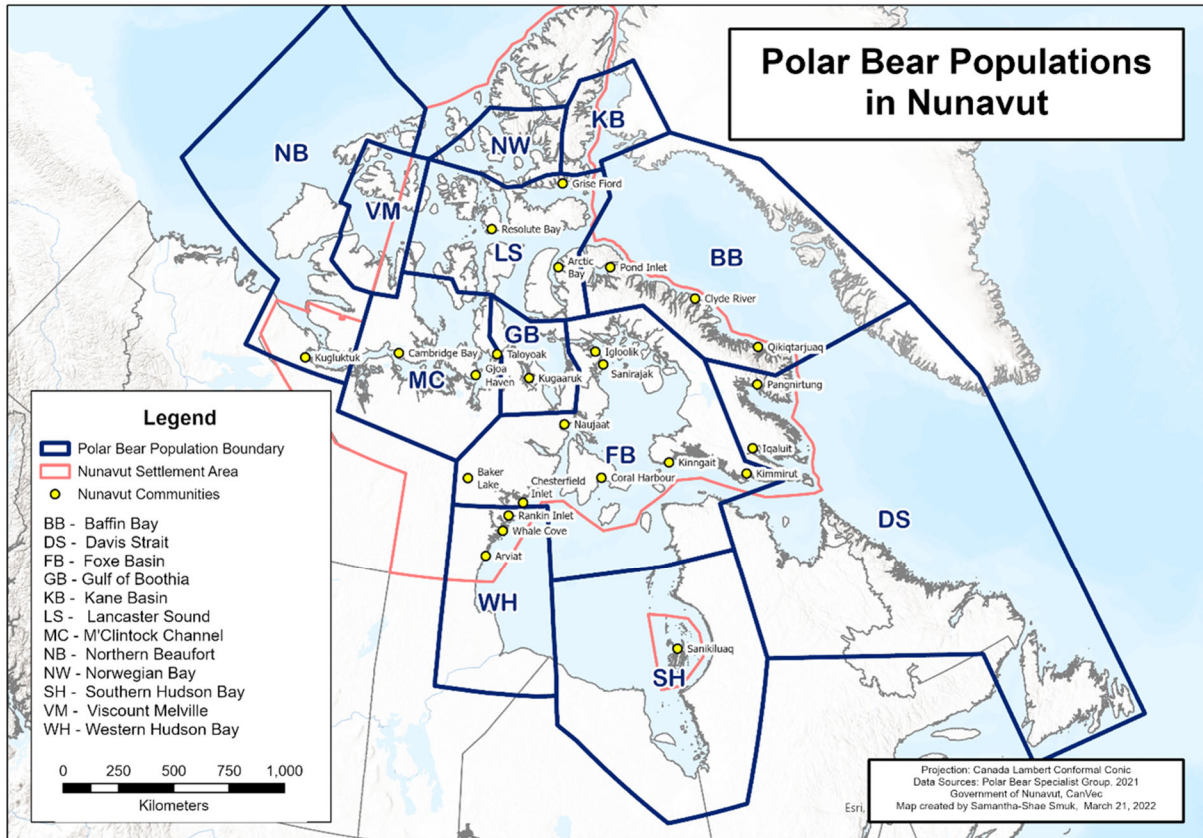 Polar Bear Populations
in Nunavut
KB
NW
NB
Grise Fiord
VM
Resolute Bay
LS
BB
Arctic
Bay
Pond Inlet
Clyde River
GB
Qikiqtarjuaq
Kugluktuk
Cambridge Bay
Taloyoak
Igloolik
Sanirajak
MC
Gjoa
Haven
Kugaaruk
Pangnirtung
Naujaat
Iqaluit
FB
Kinngait
Kimmirut
Baker
Lake
Chesterfield
Inlet
Coral Harbour
Rankin Inlet
Whale Cove
DS
Arviat
WH
Sanikiluaq
SH
Legend
Polar Bear Population Boundary
Nunavut Settlement Area
Nunavut Communities
BB - Baffin Bay
DS - Davis Strait
FB - Foxe Basin
GB - Gulf of Boothia
KB - Kane Basin
LS - Lancaster Sound
MC - M'Clintock Channel
NB - Northern Beaufort
NW - Norwegian Bay
SH - Southern Hudson Bay
VM - Viscount Melville
WH - Western Hudson Bay
0 250 500 750 1,000
Kilometers
Esri,
Projection: Canada Lambert Conformal Conic
Data Sources: Polar Bear Specialist Group, 2021
Government of Nunavut, CanVec
Map created by Samantha-Shae Smuk, March 21, 2022